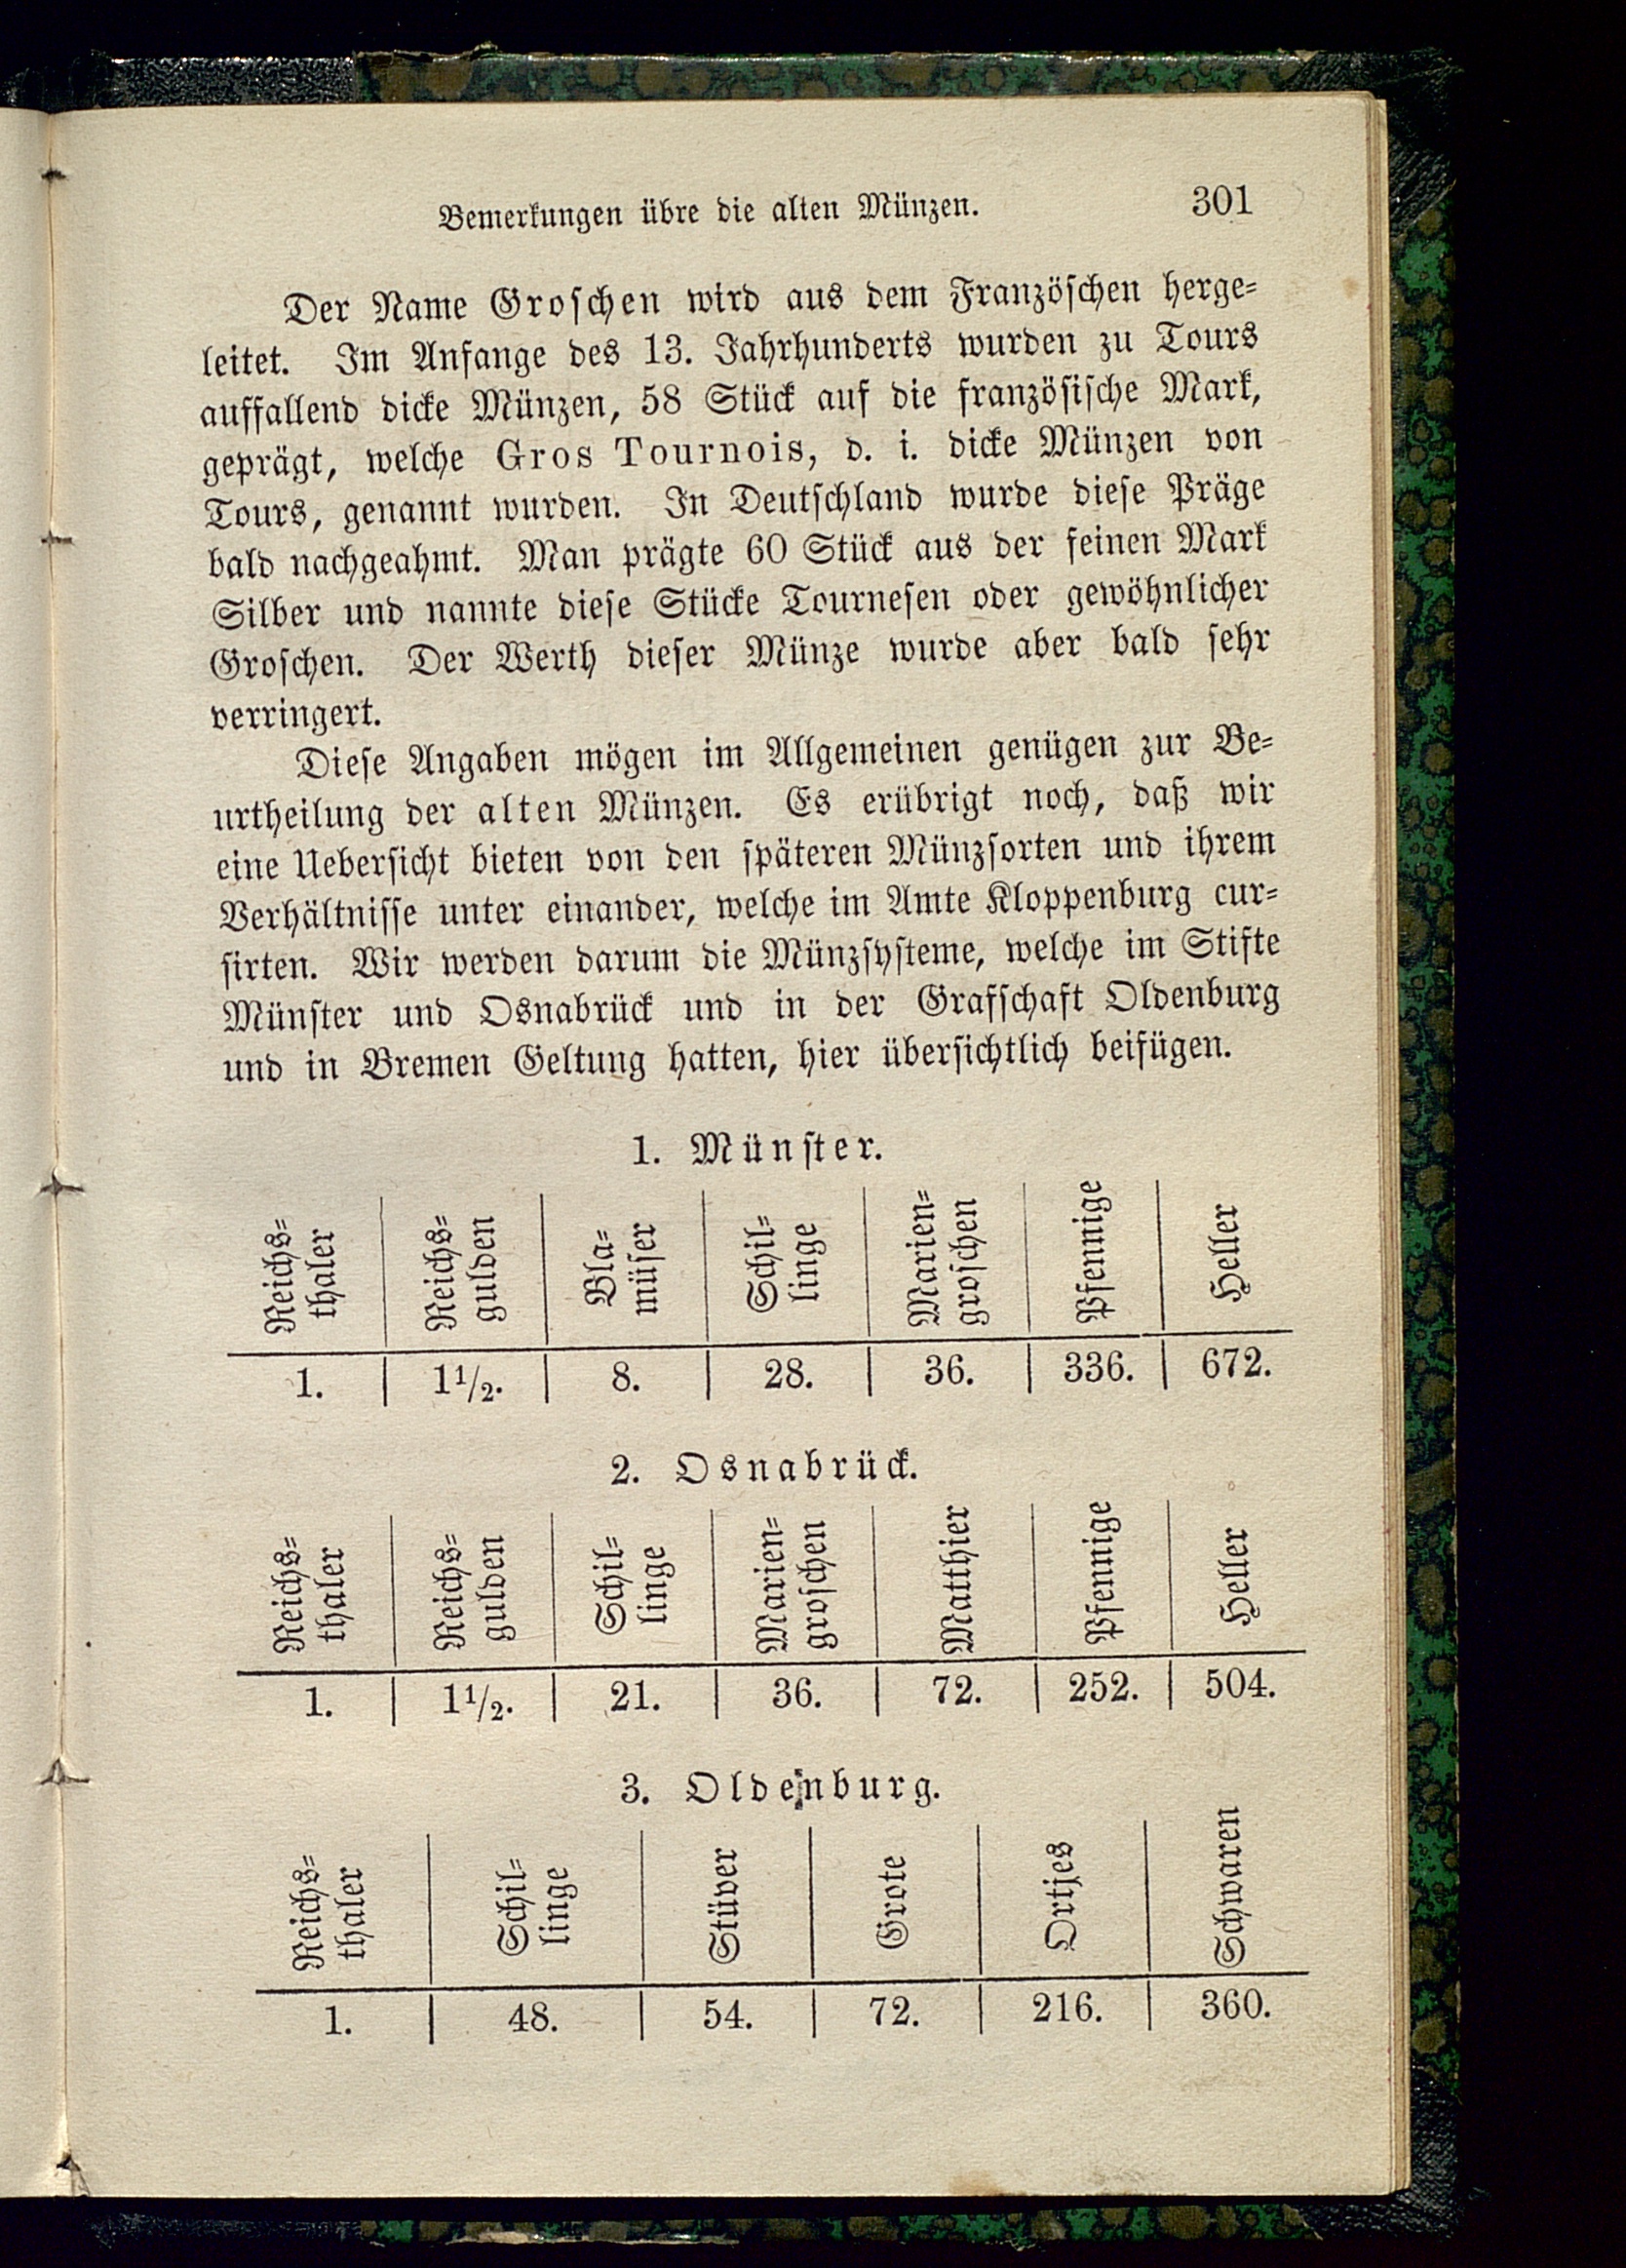 Bemerkungen übre die alten Münzen. 301
Der Name Groschen wird aus dem Französchen herge-
leitet. Im Anfange des 13. Jahrhunderts wurden zu Tours
auffallend dicke Münzen, 58 Stück auf die französische Mark,
geprägt, welche Gros Tournois, d. i. dicke Münzen von
Tours, genannt wurden. In Deutschland wurde diese Präge
bald nachgeahmt. Man prägte 60 Stück aus der feinen Mark
Silber und nannte diese Stücke Tournesen oder gewöhnlicher
Groschen. Der Werth dieser Münze wurde aber bald sehr
verringert.
Diese Angaben mögen im Allgemeinen genügen zur Be-
urtheilung der alten Münzen. Es erübrigt noch, daß wir
eine Uebersicht bieten von den späteren Münzsorten und ihrem
Verhältnisse unter einander, welche im Amte Kloppenburg cur-
sirten. Wir werden darum die Münzsysteme, welche im Stifte
Münster und Osnabrück und in der Grafschaft Oldenburg
und in Bremen Geltung hatten, hier übersichtlich beifügen.
1. Münster.
Reichs-
thaler
Reichs-
gulden
Bla-
müser
Schil-
linge
Marien-
groschen
Pfennige
Heller
1. 1½. 8. 28. 36. 336. 672.
2. Osnabrück.
Reichs-
thaler
Reichs-
gulden
Schil-
linge
Marien-
groschen
Matthier
Pfennige
Heller
1. 1½. 21. 36. 72. 252. 504.
3. Oldenburg.
Reichs-
thaler
Schil-
linge
Stüver
Grote
Ortjes
Schwaren
1. 48. 54. 72. 216. 360.